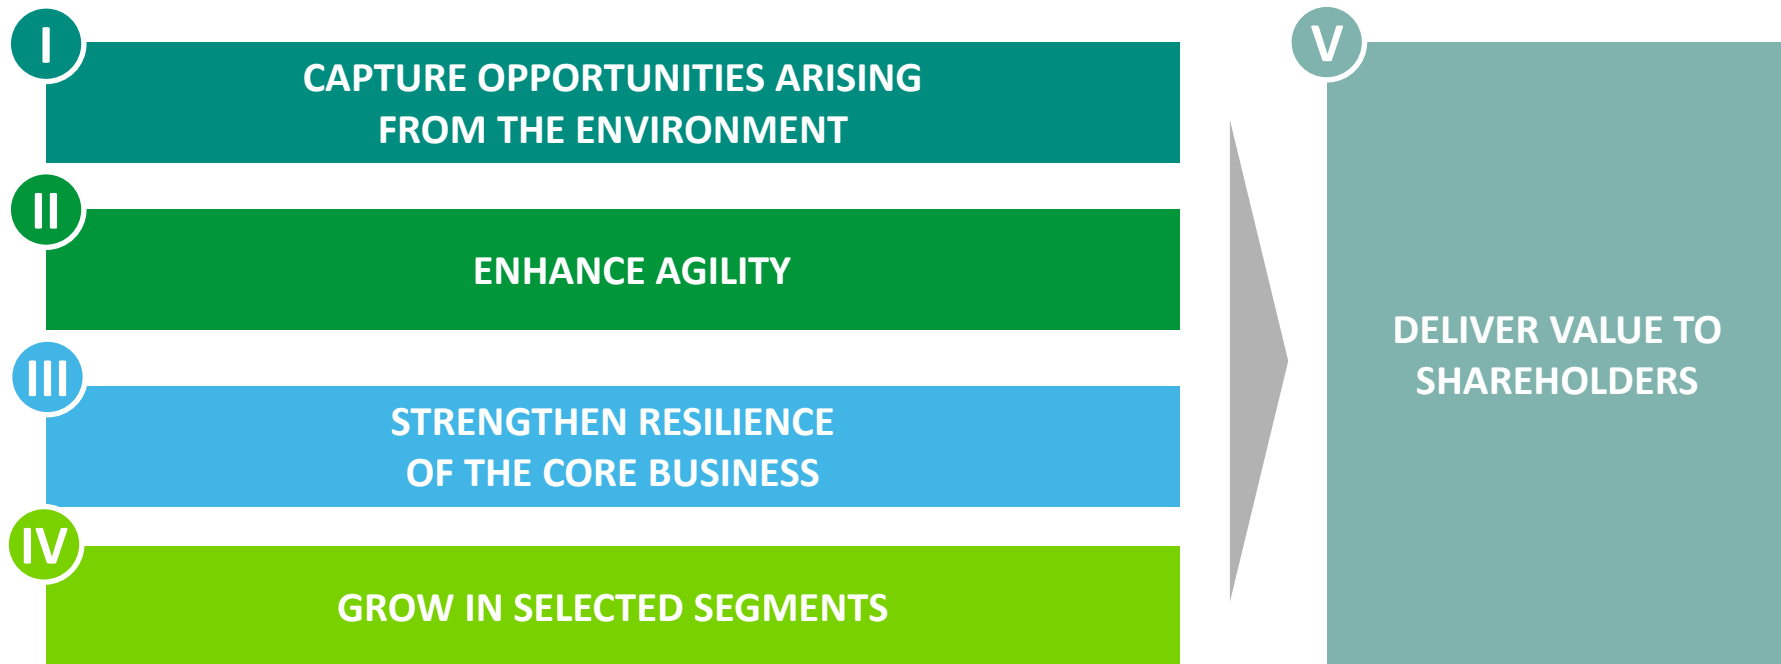 I
CAPTURE OPPORTUNITIES ARISING
FROM THE ENVIRONMENT
II
ENHANCE AGILITY
III
STRENGTHEN RESILIENCE
OF THE CORE BUSINESS
IV
GROW IN SELECTED SEGMENTS
V
DELIVER VALUE TO
SHAREHOLDERS